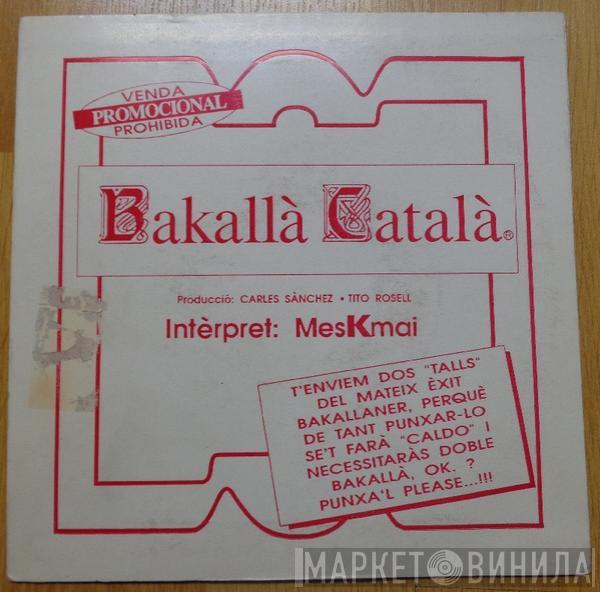 VENDA
PROMOCIONAL
PROHIBIDA
Bakallà Català®
Producció: CARLES SÀNCHEZ • TITO ROSELL
Intèrpret: MesKmai
T'ENVIEM DOS "TALLS"
DEL MATEIX ÈXIT
BAKALLANER, PERQUÈ
DE TANT PUNXAR-LO
SE'T FARÀ "CALDO" I
NECESSITARÀS DOBLE
BAKALLÀ, OK. ?
PUNXA'L PLEASE...!!!
МАРКЕТ ВИНИЛА